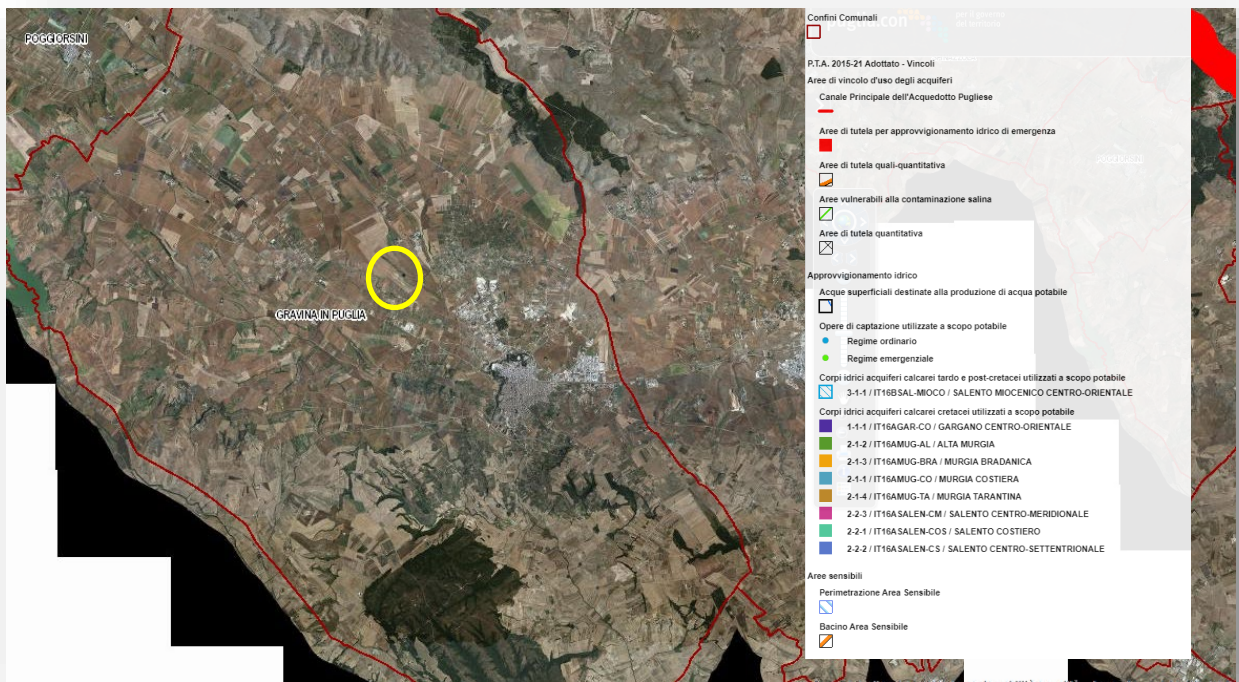 POGGIORSINI
GRAVINA IN PUGLIA
Confini Comunali
puglia.con
per il governo
del territorio
P.T.A. 2015-21 Adottato - Vincoli
Aree di vincolo d'uso degli acquiferi
Canale Principale dell'Acquedotto Pugliese
Aree di tutela per approvvigionamento idrico di emergenza
Aree di tutela quali-quantitativa
Aree vulnerabili alla contaminazione salina
Aree di tutela quantitativa
Approvvigionamento idrico
Acque superficiali destinate alla produzione di acqua potabile
Opere di captazione utilizzate a scopo potabile
Regime ordinario
Regime emergenziale
Corpi idrici acquiferi calcarei tardo e post-cretacei utilizzati a scopo potabile
3-1-1 / IT16BSAL-MIOCO / SALENTO MIOCENICO CENTRO-ORIENTALE
Corpi idrici acquiferi calcarei cretacei utilizzati a scopo potabile
1-1-1 / IT16AGAR-CO / GARGANO CENTRO-ORIENTALE
2-1-2 / IT16AMUG-AL / ALTA MURGIA
2-1-3 / IT16AMUG-BRA / MURGIA BRADANICA
2-1-1 / IT16AMUG-CO / MURGIA COSTIERA
2-1-4 / IT16AMUG-TA / MURGIA TARANTINA
2-2-3 / IT16ASALEN-CM / SALENTO CENTRO-MERIDIONALE
2-2-1 / IT16ASALEN-COS / SALENTO COSTIERO
2-2-2 / IT16ASALEN-CS / SALENTO CENTRO-SETTENTRIONALE
Aree sensibili
Perimetrazione Area Sensibile
Bacino Area Sensibile